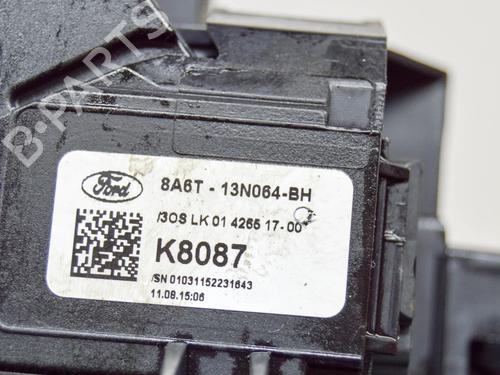 B-PARTS
Ford
8A6T - 13N064-BH
/3OS LK 01 4265 17-00*
K8087
/SN 01031152231643
11.08.15:06